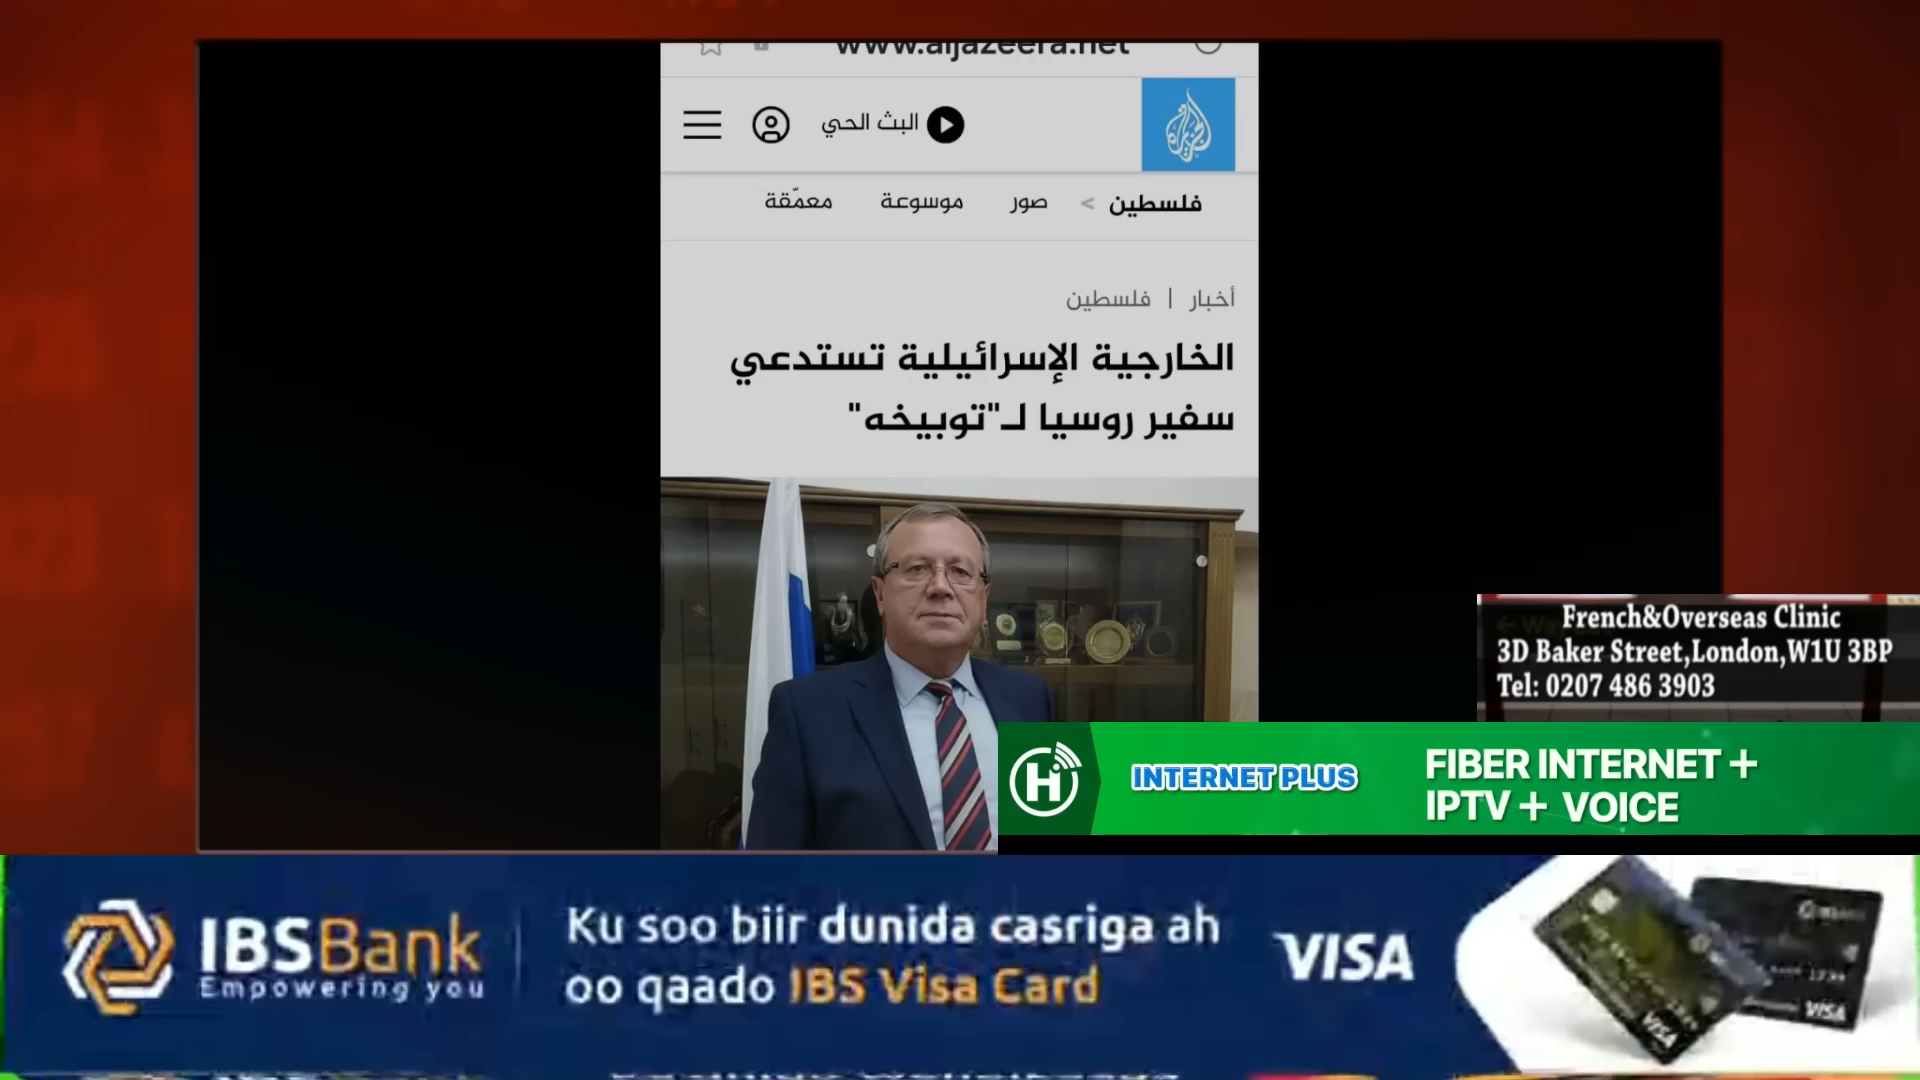 www.aljazeera.net
البث الحي
فلسطين > صور موسوعة معمّقة
أخبار | فلسطين
الخارجية الإسرائيلية تستدعي
سفير روسيا لـ"توبيخه"
French&Overseas Clinic
3D Baker Street,London,W1U 3BP
Tel: 0207 486 3903
H
INTERNET PLUS
FIBER INTERNET +
IPTV + VOICE
IBSBank
Empowering you
Ku soo biir dunida casriga ah
oo qaado IBS Visa Card
VISA
VISA
VISA